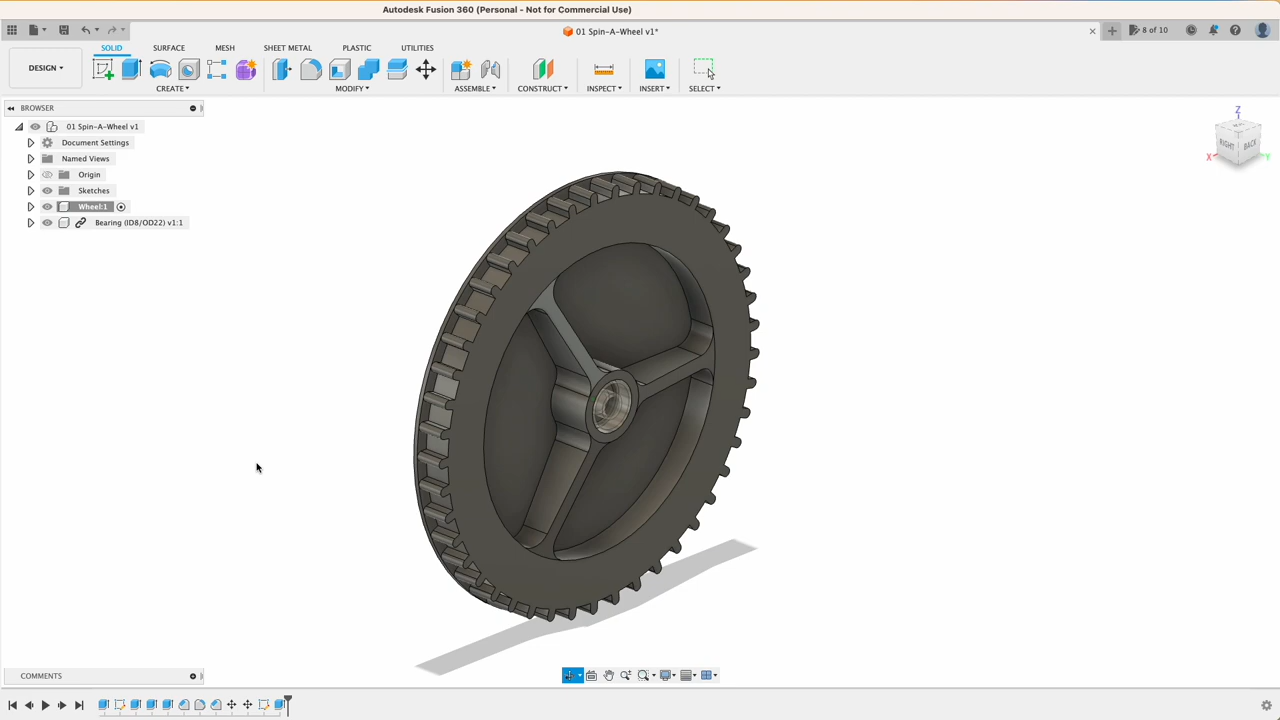 Autodesk Fusion 360 (Personal - Not for Commercial Use)
01 Spin-A-Wheel v1*
8 of 10
SOLID SURFACE MESH SHEET METAL PLASTIC UTILITIES
DESIGN
CREATE MODIFY ASSEMBLE CONSTRUCT INSPECT INSERT SELECT
BROWSER
01 Spin-A-Wheel v1
Document Settings
Named Views
Origin
Sketches
Wheel:1
Bearing (ID8/OD22) v1:1
Z
RIGHT BACK
X Y
COMMENTS